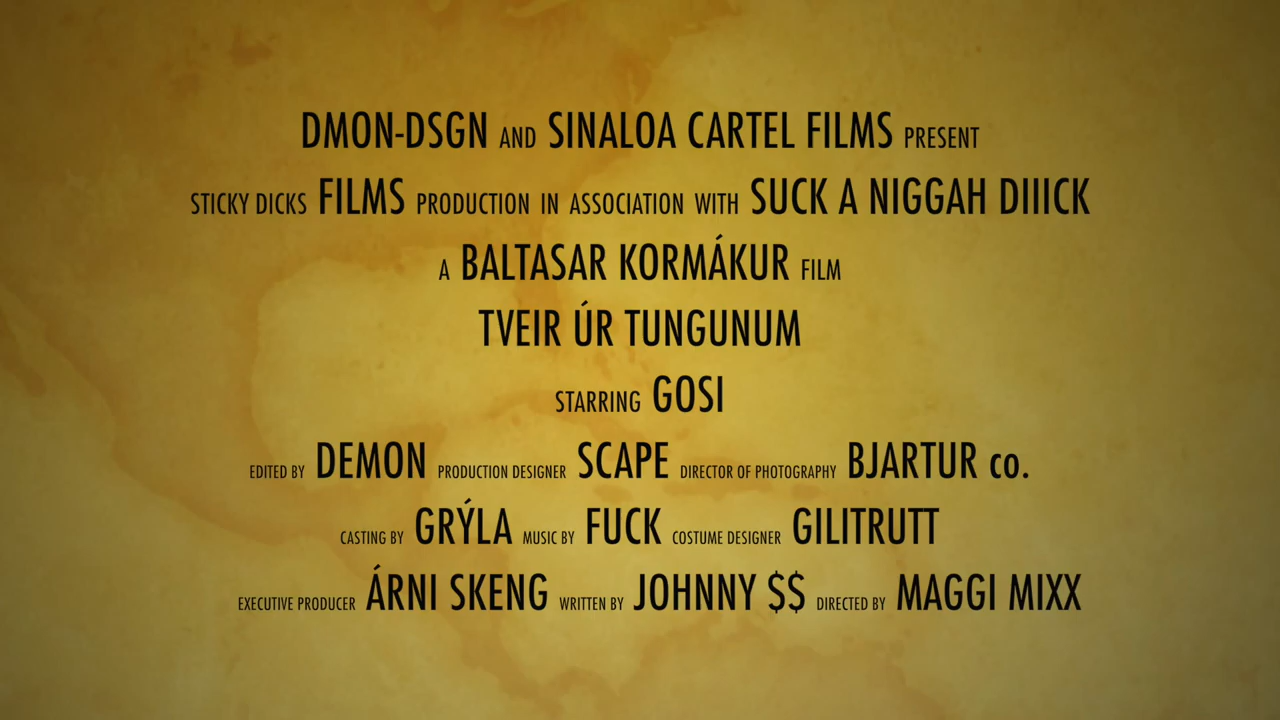 DMON-DSGN AND SINALOA CARTEL FILMS PRESENT
STICKY DICKS FILMS PRODUCTION IN ASSOCIATION WITH SUCK A NIGGAH DIIICK
A BALTASAR KORMÁKUR FILM
TVEIR ÚR TUNGUNUM
STARRING GOSI
EDITED BY DEMON PRODUCTION DESIGNER SCAPE DIRECTOR OF PHOTOGRAPHY BJARTUR co.
CASTING BY GRÝLA MUSIC BY FUCK COSTUME DESIGNER GILITRUTT
EXECUTIVE PRODUCER ÁRNI SKENG WRITTEN BY JOHNNY $$ DIRECTED BY MAGGI MIXX